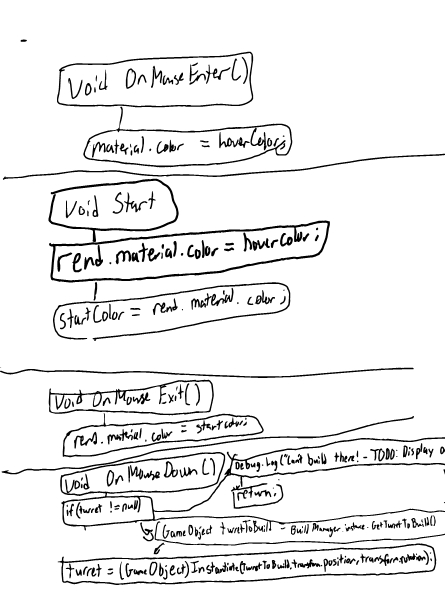 Void OnMouseEnter()
material.color = hoverColor;
Void Start
rend.material.color = hoverColor;
startColor = rend.material.color;
Void OnMouse Exit()
rend.material.color = startcolor;
Void OnMouseDown()
Debug.Log("Can't build there! - TODO: Display o
if(turret != null)
return;
GameObject turretToBuild = Build Manager.instance.GetTurretToBuild()
turret = (GameObject)Instantiate(turretToBuild, transform.position, transform.rotation);